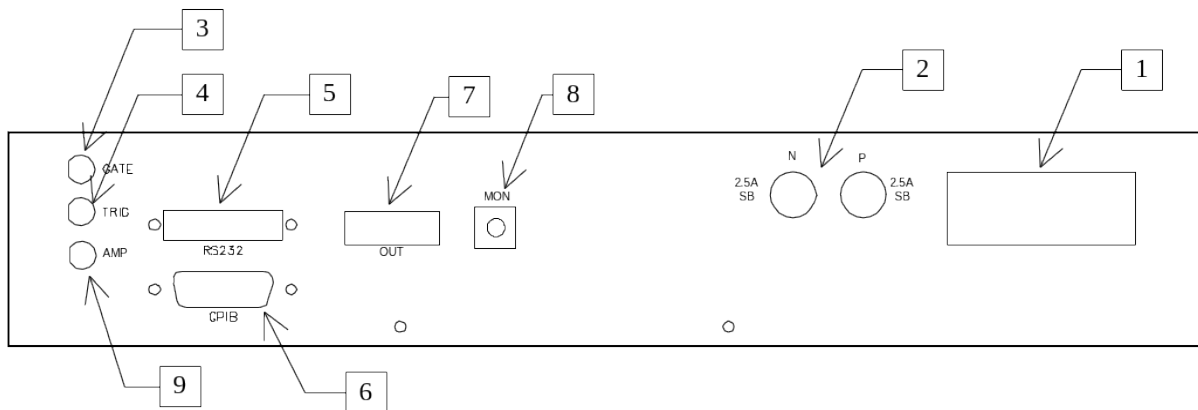 3
4
5
7
8
2
1
GATE
TRIG
AMP
RS232
GPIB
OUT
MON
N
P
2.5A
SB
2.5A
SB
9
6